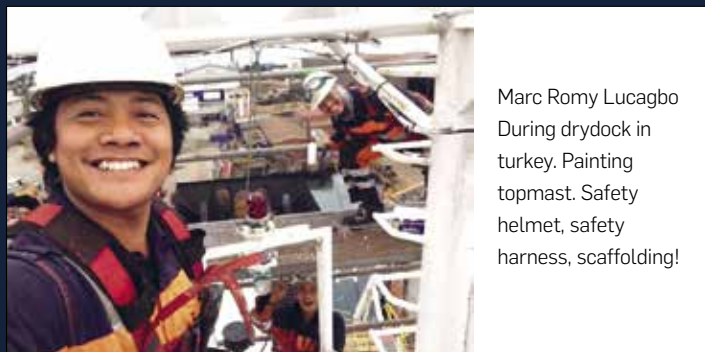 Marc Romy Lucagbo
During drydock in
turkey. Painting
topmast. Safety
helmet, safety
harness, scaffolding!